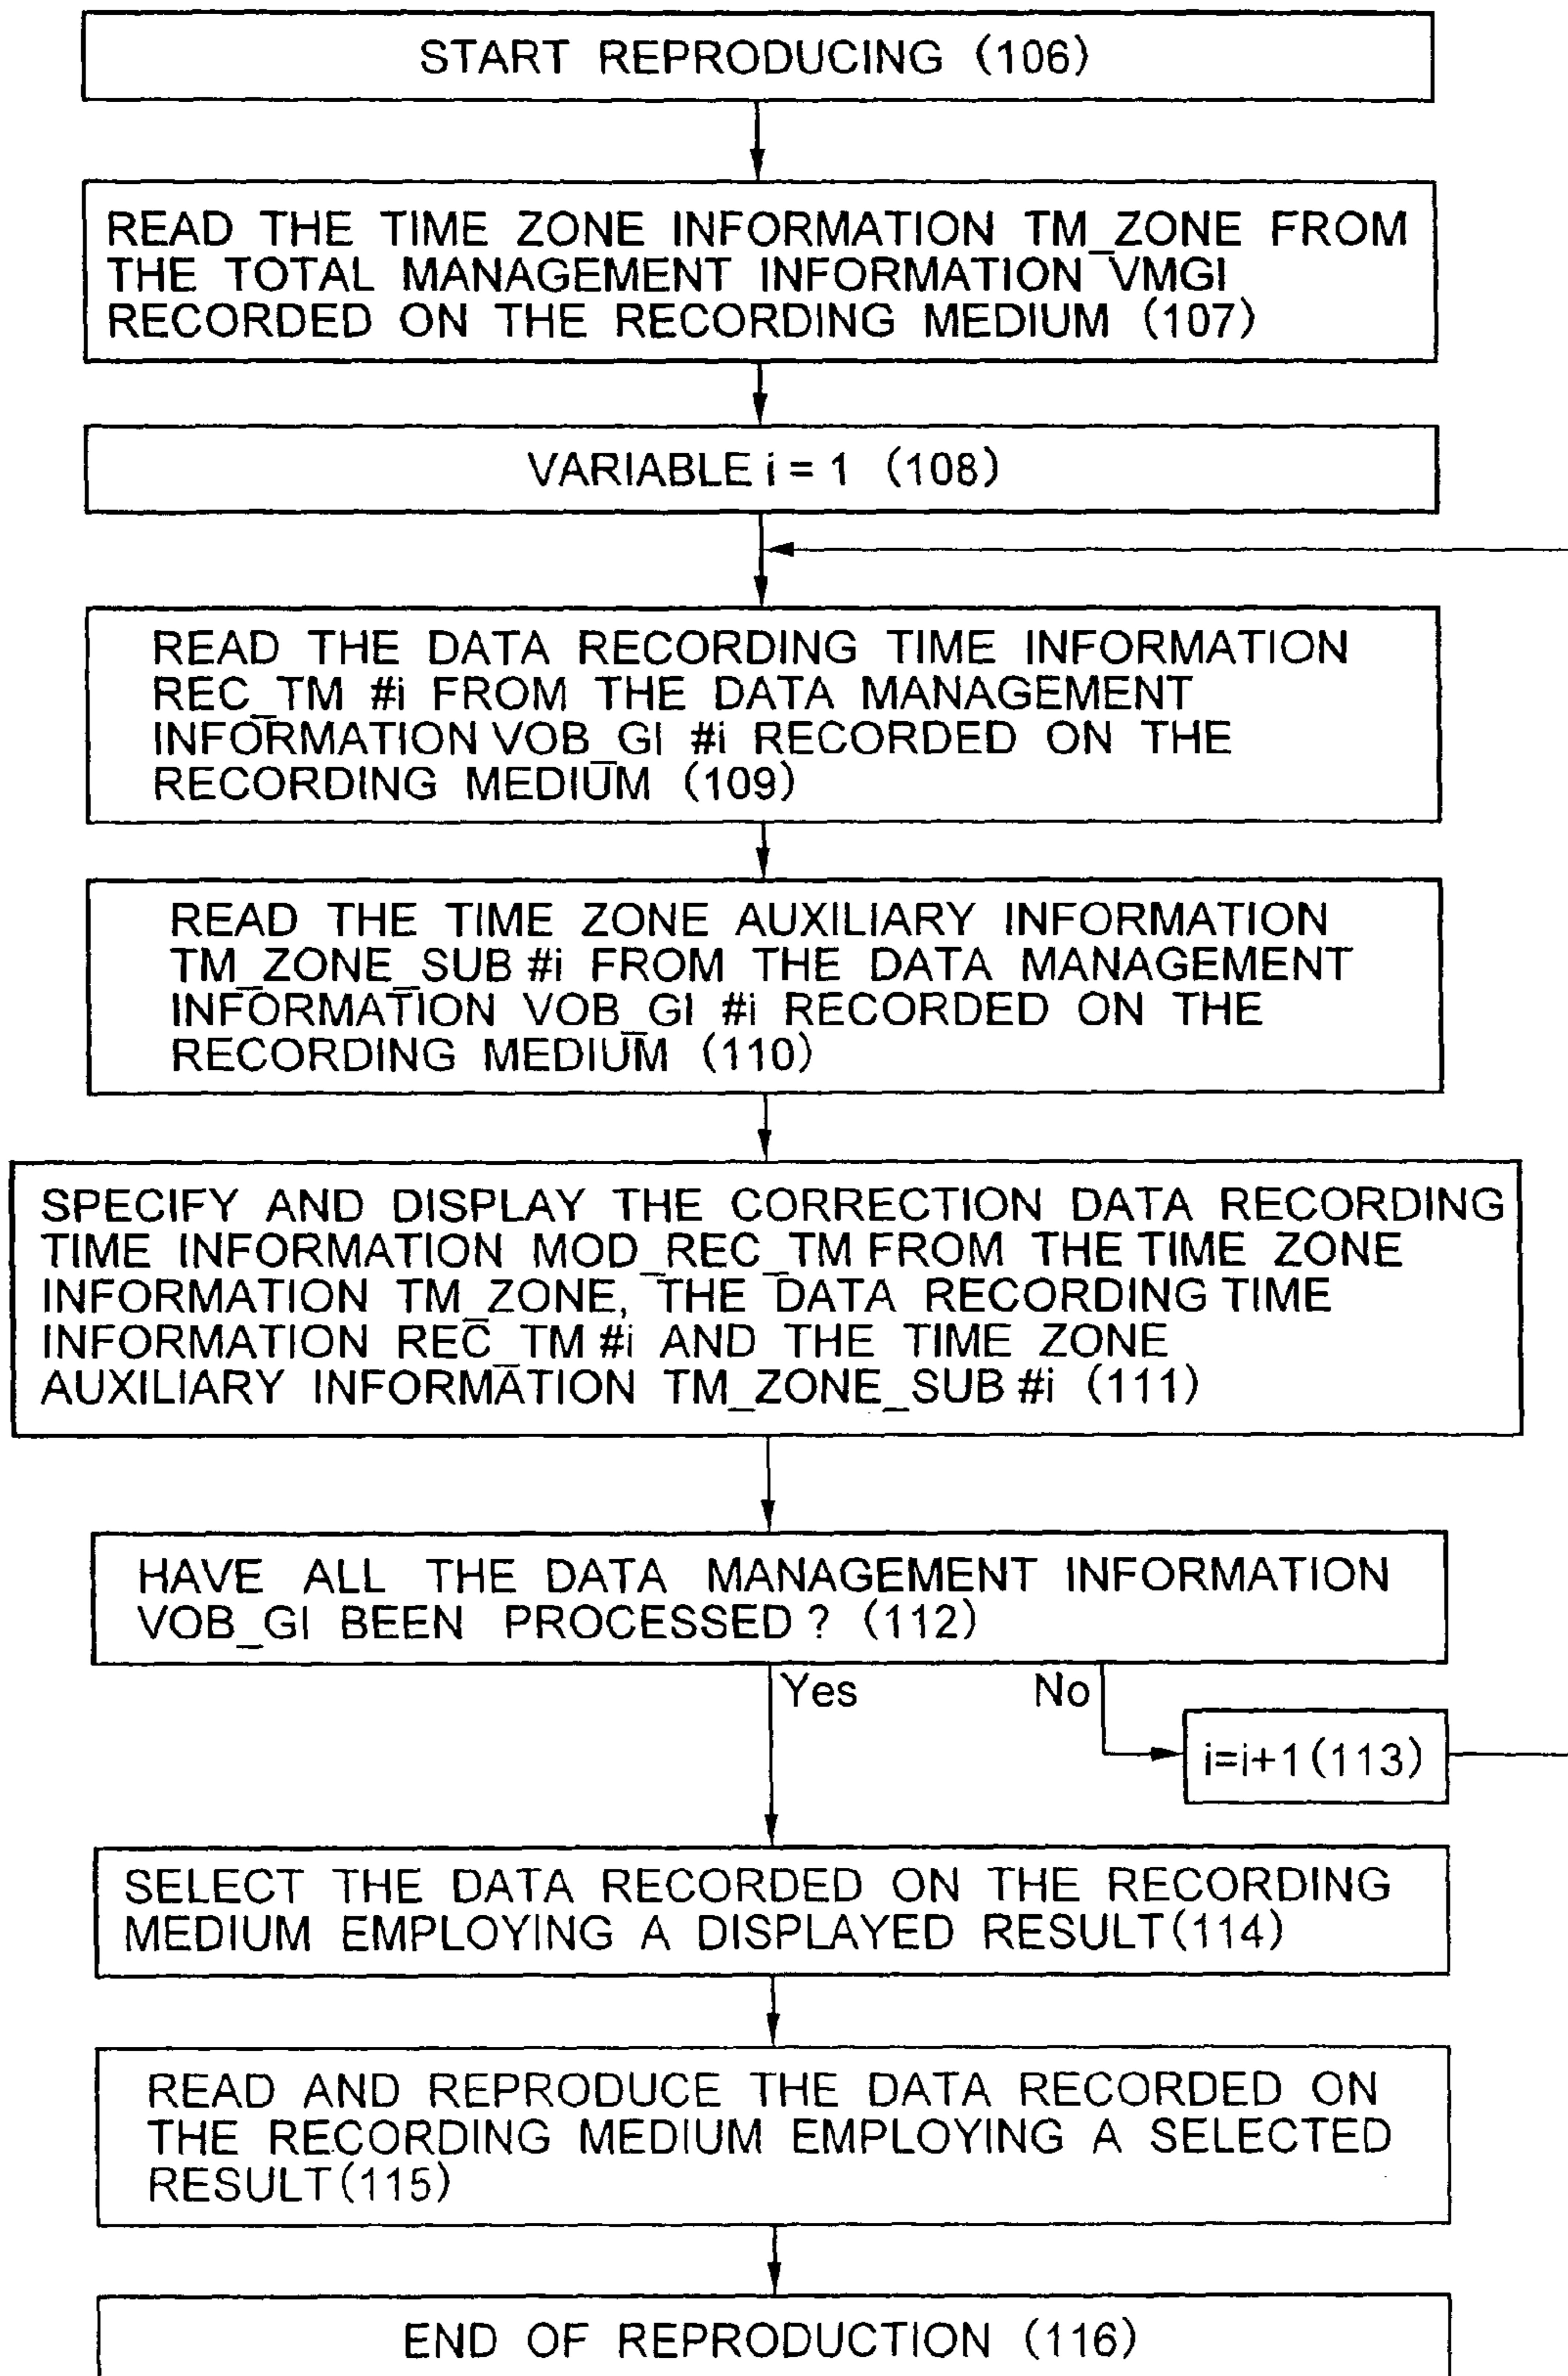 START REPRODUCING (106)
READ THE TIME ZONE INFORMATION TM_ZONE FROM
THE TOTAL MANAGEMENT INFORMATION VMGI
RECORDED ON THE RECORDING MEDIUM (107)
VARIABLE i = 1 (108)
READ THE DATA RECORDING TIME INFORMATION
REC_TM #i FROM THE DATA MANAGEMENT
INFORMATION VOB_GI #i RECORDED ON THE
RECORDING MEDIUM (109)
READ THE TIME ZONE AUXILIARY INFORMATION
TM_ZONE_SUB #i FROM THE DATA MANAGEMENT
INFORMATION VOB_GI #i RECORDED ON THE
RECORDING MEDIUM (110)
SPECIFY AND DISPLAY THE CORRECTION DATA RECORDING
TIME INFORMATION MOD_REC_TM FROM THE TIME ZONE
INFORMATION TM_ZONE, THE DATA RECORDING TIME
INFORMATION REC_TM #i AND THE TIME ZONE
AUXILIARY INFORMATION TM_ZONE_SUB #i (111)
HAVE ALL THE DATA MANAGEMENT INFORMATION
VOB_GI BEEN PROCESSED ? (112)
Yes No
i=i+1(113)
SELECT THE DATA RECORDED ON THE RECORDING
MEDIUM EMPLOYING A DISPLAYED RESULT(114)
READ AND REPRODUCE THE DATA RECORDED ON
THE RECORDING MEDIUM EMPLOYING A SELECTED
RESULT(115)
END OF REPRODUCTION (116)